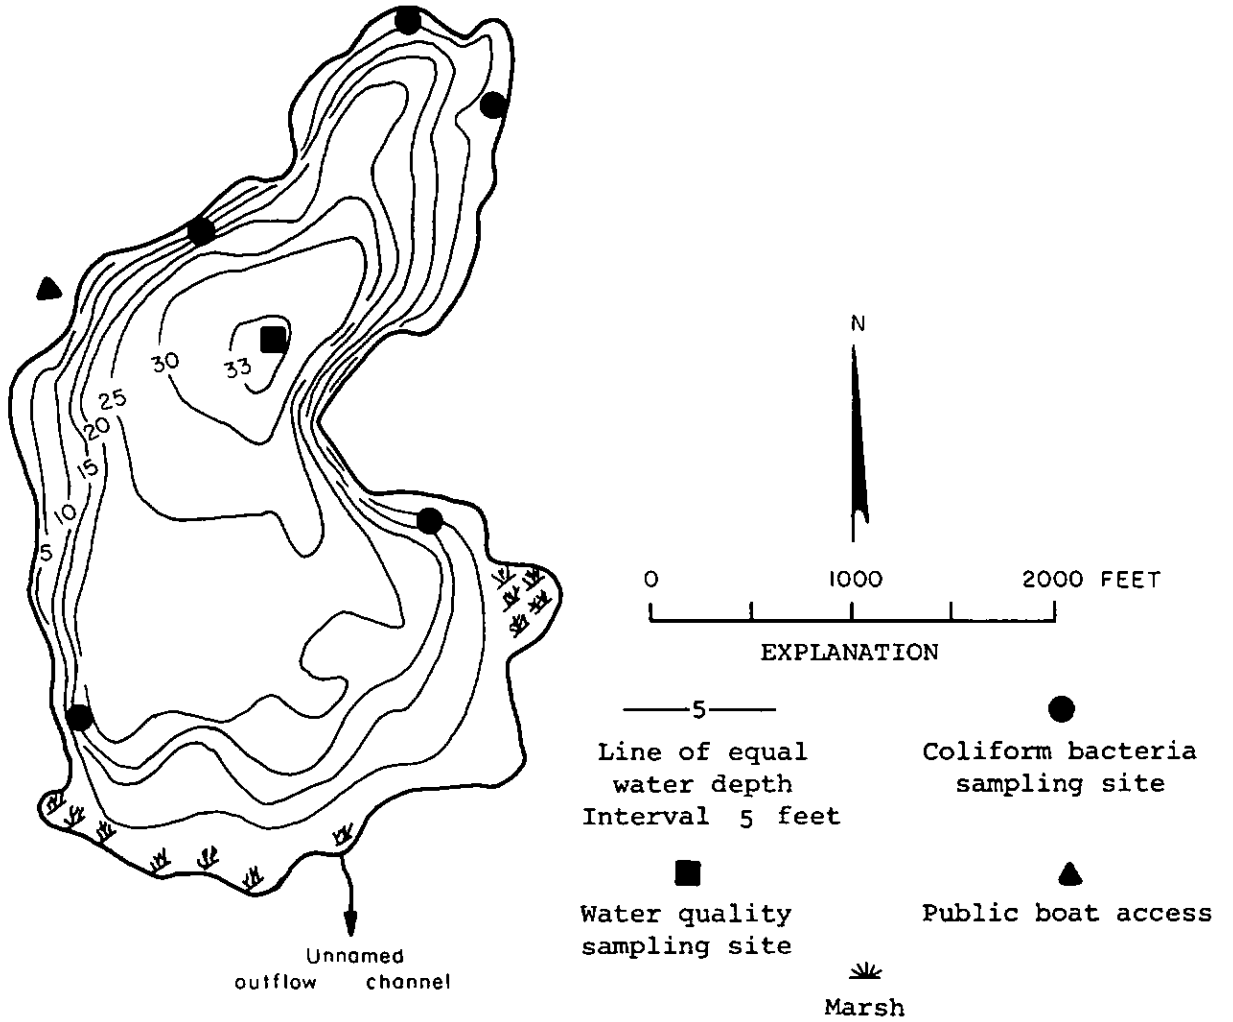 30
33
25
20
15
10
5
Unnamed
outflow channel
N
0 1000 2000 FEET
EXPLANATION
5
Line of equal
water depth
Interval 5 feet
Coliform bacteria
sampling site
Water quality
sampling site
Public boat access
Marsh